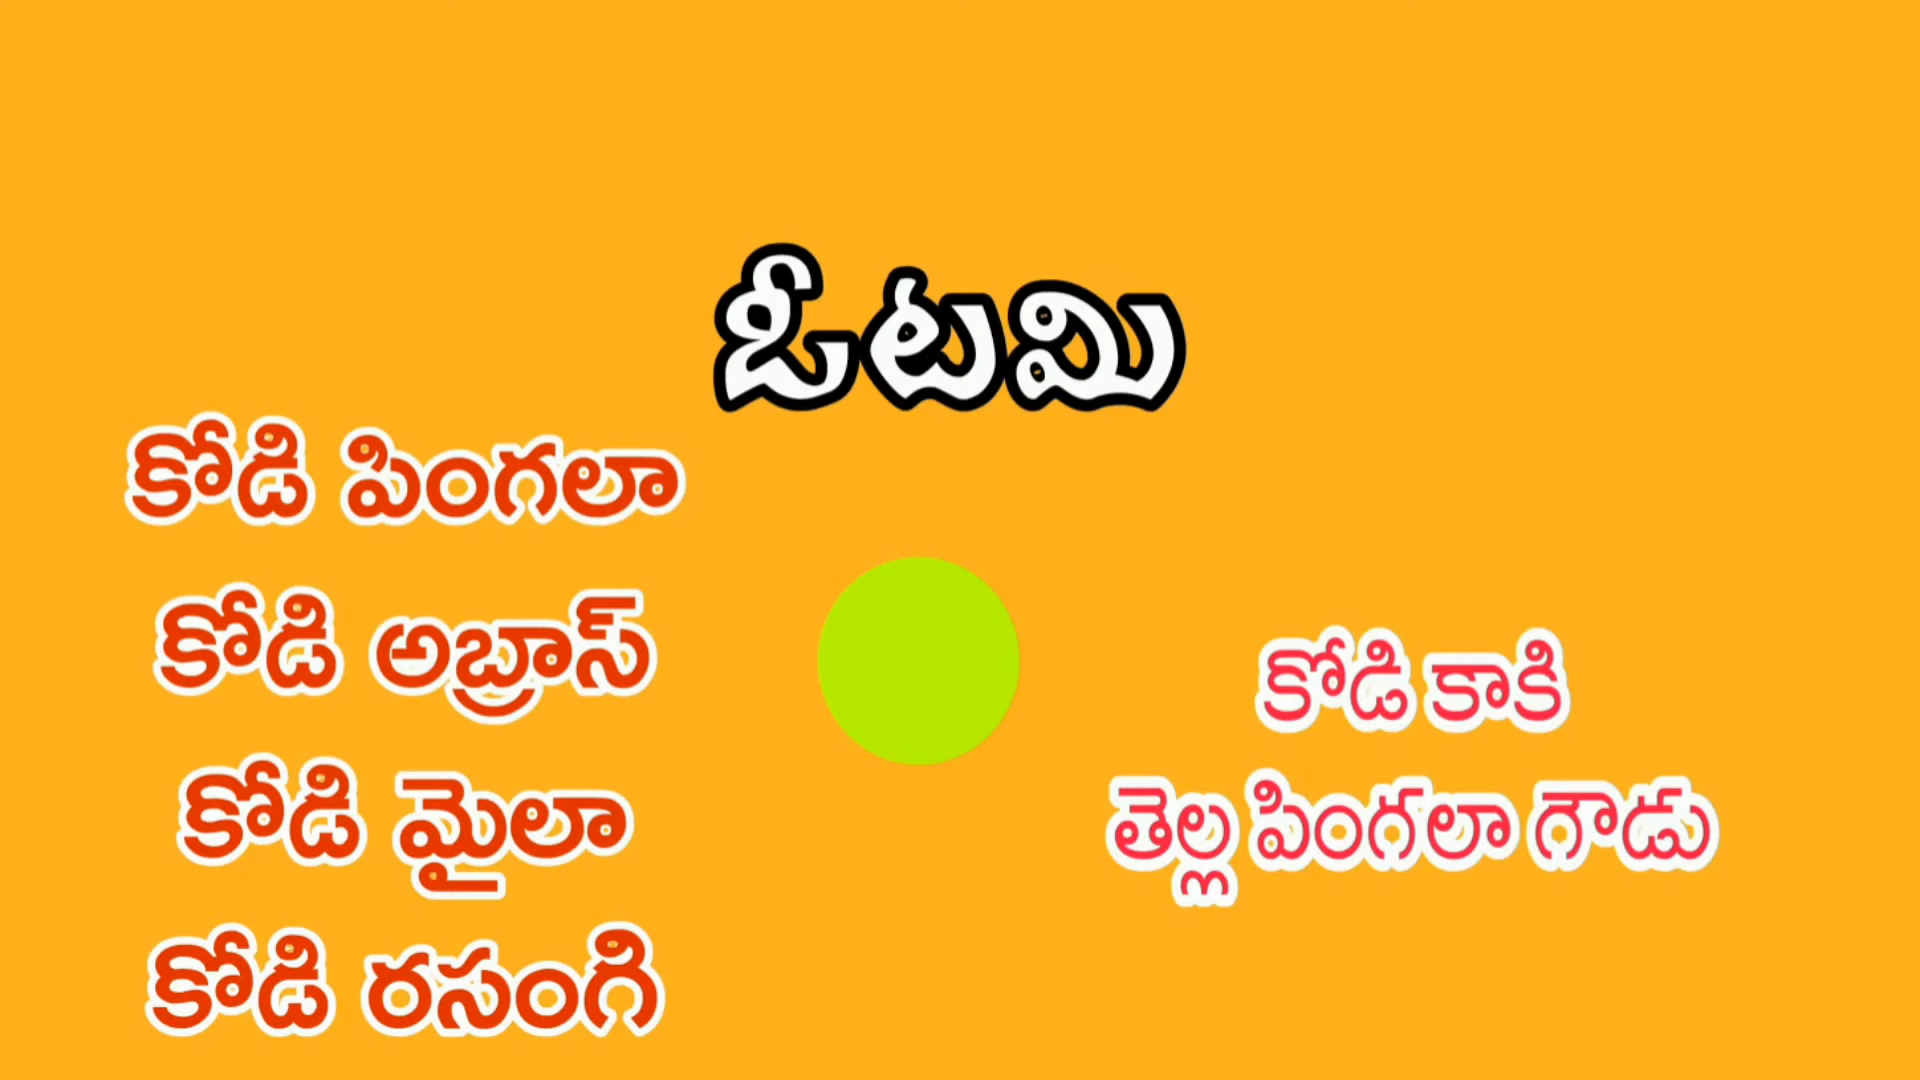 ఓటమి
కోడి పింగలా
కోడి అబ్రాస్
కోడి మైలా
కోడి రసంగి
కోడి కాకి
తెల్ల పింగలా గౌడు